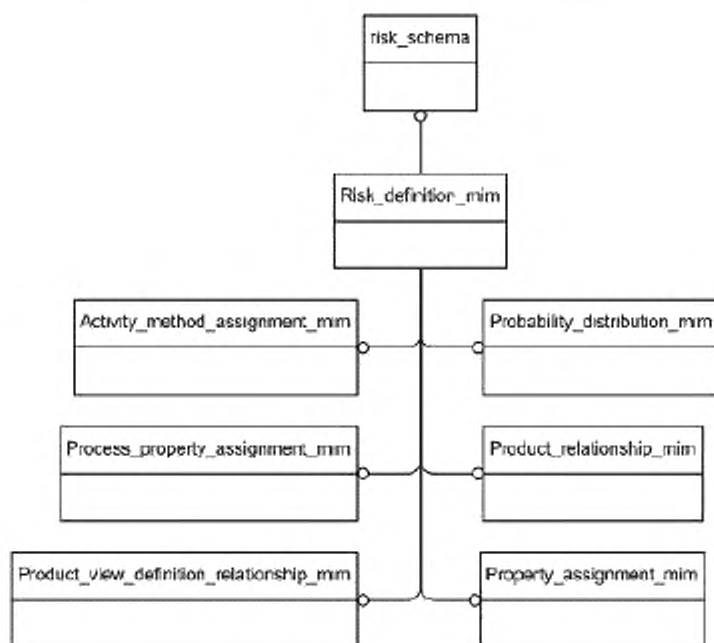 risk_schema
Risk_definition_mim
Activity_method_assignment_mim
Probability_distribution_mim
Process_property_assignment_mim
Product_relationship_mim
Product_view_definition_relationship_mim
Property_assignment_mim